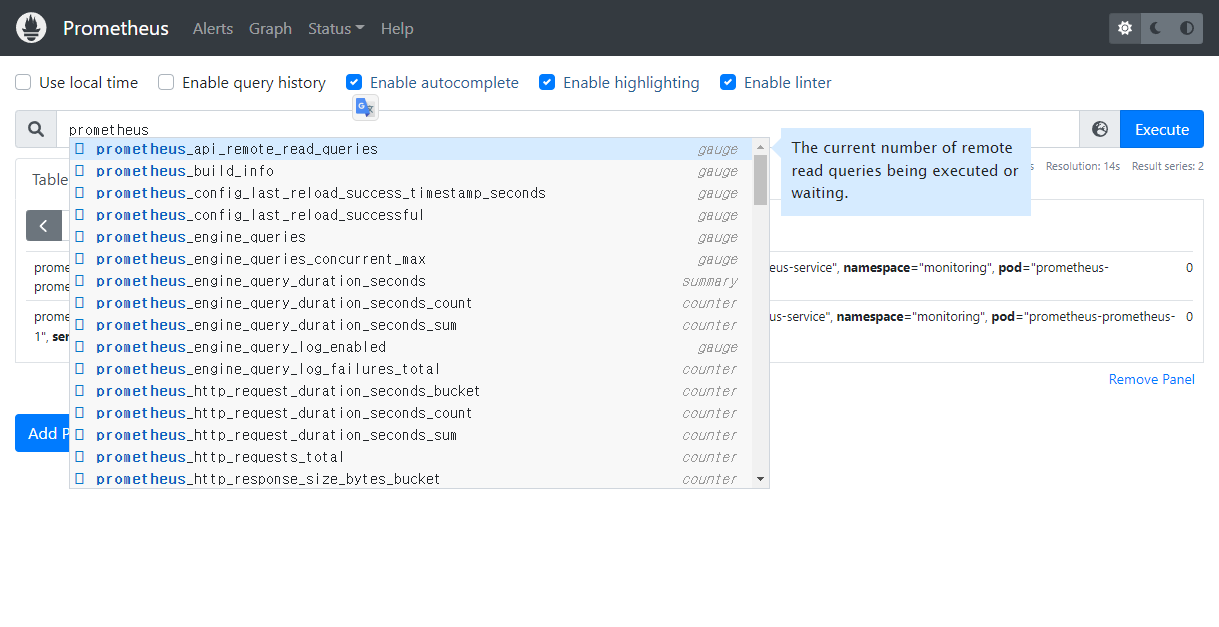 Prometheus Alerts Graph Status Help
Use local time Enable query history Enable autocomplete Enable highlighting Enable linter
prometheus
Execute
prometheus_api_remote_read_queries gauge
prometheus_build_info gauge
prometheus_config_last_reload_success_timestamp_seconds gauge
prometheus_config_last_reload_successful gauge
prometheus_engine_queries gauge
prometheus_engine_queries_concurrent_max gauge
prometheus_engine_query_duration_seconds summary
prometheus_engine_query_duration_seconds_count counter
prometheus_engine_query_duration_seconds_sum counter
prometheus_engine_query_log_enabled gauge
prometheus_engine_query_log_failures_total counter
prometheus_http_request_duration_seconds_bucket counter
prometheus_http_request_duration_seconds_count counter
prometheus_http_request_duration_seconds_sum counter
prometheus_http_requests_total counter
prometheus_http_response_size_bytes_bucket counter
The current number of remote
read queries being executed or
waiting.
s Resolution: 14s Result series: 2
Table
prome eus-service", namespace="monitoring", pod="prometheus- 0
prome
prome us-service", namespace="monitoring", pod="prometheus-prometheus- 0
1", ser
Remove Panel
Add P